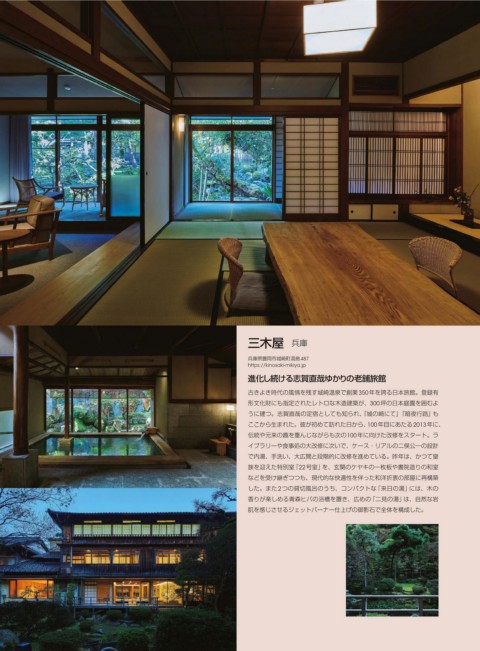 三木屋 兵庫
兵庫県豊岡市城崎町湯島487
https://kinosaki-mikiya.jp
進化し続ける志賀直哉ゆかりの老舗旅館
古きよき時代の風情を残す城崎温泉で創業350年を誇る日本旅館。登録有
形文化財にも指定されたレトロな木造建築が、300坪の日本庭園を囲むよ
うに建つ。志賀直哉の定宿としても知られ、『城の崎にて』『暗夜行路』も
ここから生まれた。彼が初めて訪れた日から、100年目にあたる2013年に、
伝統や元来の趣を重んじながらも次の100年に向けた改修をスタート。ラ
イブラリーや食事処の大改修に次いで、ケース・リアルの二俣公一の設計
で内湯、手洗い、大広間と段階的に改修を進めている。昨年は、かつて皇
族を迎えた特別室「22号室」を、玄関のケヤキの一枚板や書院造りの和室
などを受け継ぎつつも、現代的な快適性を伴った和洋折衷の部屋に再構築
した。また2つの貸切風呂のうち、コンパクトな「来日の湯」には、木の
香りが楽しめる青森ヒバの浴槽を置き、広めの「二見の湯」は、自然な岩
肌を感じさせるジェットバーナー仕上げの御影石で全体を構成した。